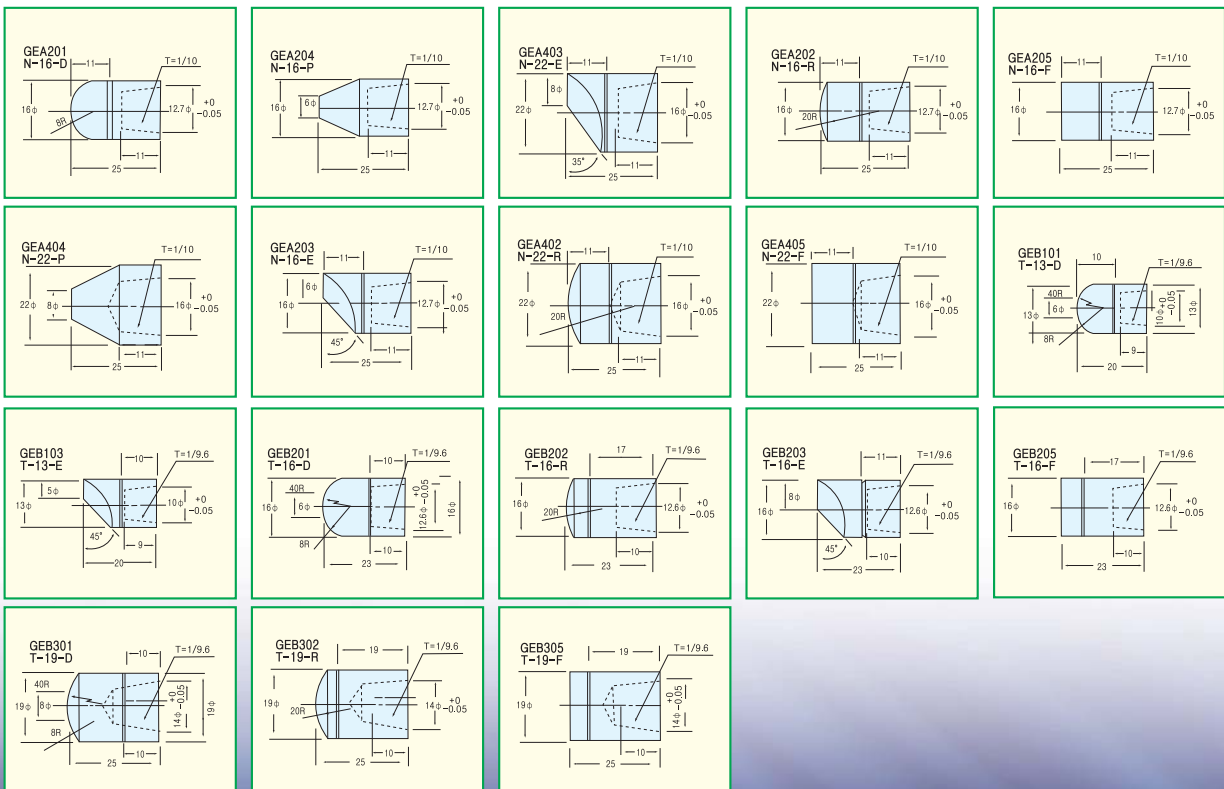 GEA201
N-16-D
11
T=1/10
16φ
8R
12.7φ +0 -0.05
11
25
GEA204
N-16-P
T=1/10
16φ
6φ
12.7φ +0 -0.05
11
25
GEA403
N-22-E
11
T=1/10
8φ
22φ
16φ +0 -0.05
35°
11
25
GEA202
N-16-R
11
T=1/10
16φ
20R
12.7φ +0 -0.05
11
25
GEA205
N-16-F
11
T=1/10
16φ
12.7φ +0 -0.05
11
25
GEA404
N-22-P
T=1/10
22φ
8φ
16φ +0 -0.05
11
25
GEA203
N-16-E
11
T=1/10
6φ
16φ
12.7φ +0 -0.05
45°
11
25
GEA402
N-22-R
11
T=1/10
22φ
20R
16φ +0 -0.05
11
25
GEA405
N-22-F
11
T=1/10
22φ
16φ +0 -0.05
11
25
GEB101
T-13-D
10
T=1/9.6
40R
13φ
6φ
8R
10φ +0 -0.05
13φ
9
20
GEB103
T-13-E
10
T=1/9.6
5φ
13φ
10φ +0 -0.05
45°
9
20
GEB201
T-16-D
10
T=1/9.6
40R
16φ
6φ
8R
12.6φ +0 -0.05
16φ
10
23
GEB202
T-16-R
17
T=1/9.6
16φ
20R
12.6φ +0 -0.05
10
23
GEB203
T-16-E
11
T=1/9.6
8φ
16φ
12.6φ +0 -0.05
45°
10
23
GEB205
T-16-F
17
T=1/9.6
16φ
12.6φ +0 -0.05
10
23
GEB301
T-19-D
10
T=1/9.6
40R
19φ
8φ
8R
14φ +0 -0.05
19φ
10
25
GEB302
T-19-R
19
T=1/9.6
19φ
20R
14φ +0 -0.05
10
25
GEB305
T-19-F
19
T=1/9.6
19φ
14φ +0 -0.05
10
25